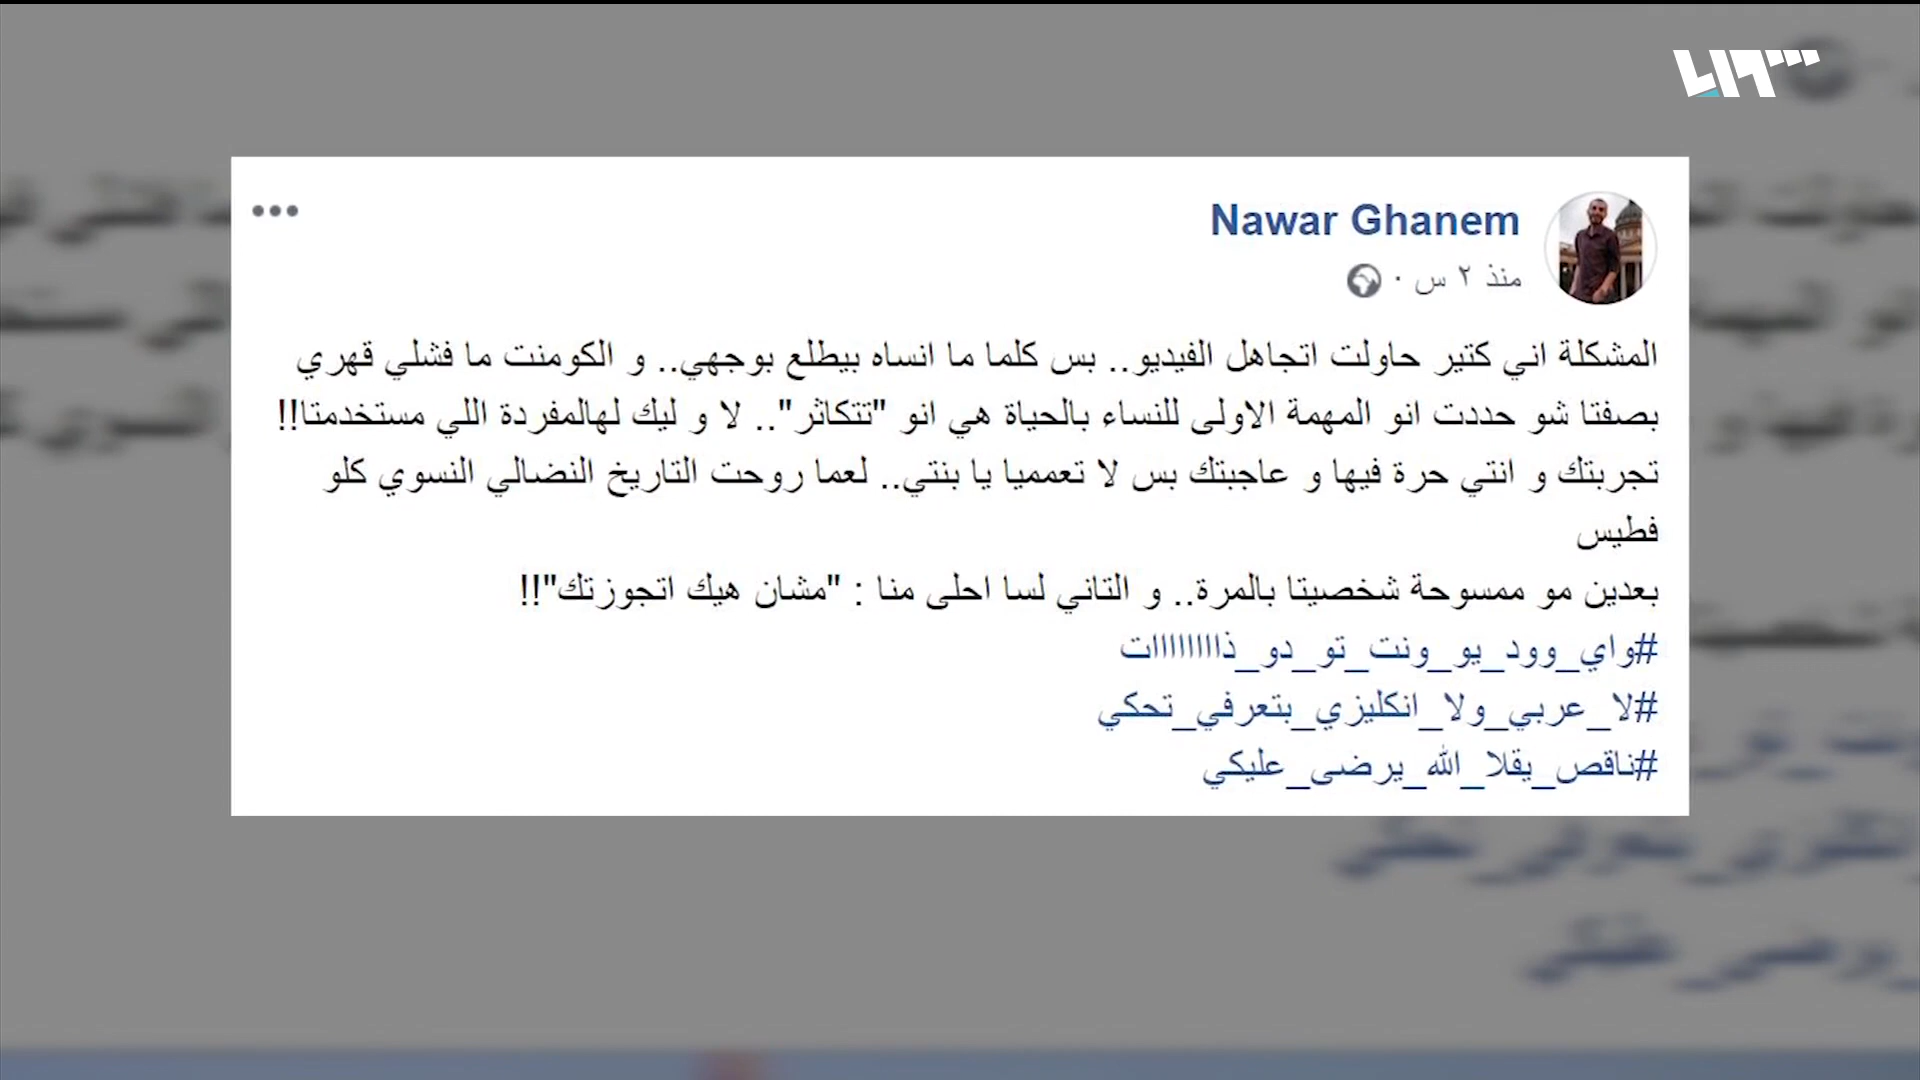 سوريا
Nawar Ghanem
منذ ٢ س ·
المشكلة اني كتير حاولت اتجاهل الفيديو.. بس كلما ما انساه بيطلع بوجهي.. و الكومنت ما فشلي قهري
بصفتا شو حددت انو المهمة الاولى للنساء بالحياة هي انو "تتكاثر".. لا و ليك لهالمفردة اللي مستخدمتا!!
تجربتك و انتي حرة فيها و عاجبتك بس لا تعمميا يا بنتي.. لعما روحت التاريخ النضالي النسوي كلو
فطيس
بعدين مو ممسوحة شخصيتا بالمرة.. و التاني لسا احلى منا : "مشان هيك اتجوزتك"!!
#واي_وود_يو_ونت_تو_دو_ذااااااااات
#لا_عربي_ولا_انكليزي_بتعرفي_تحكي
#ناقص_يقلا_الله_يرضى_عليكي